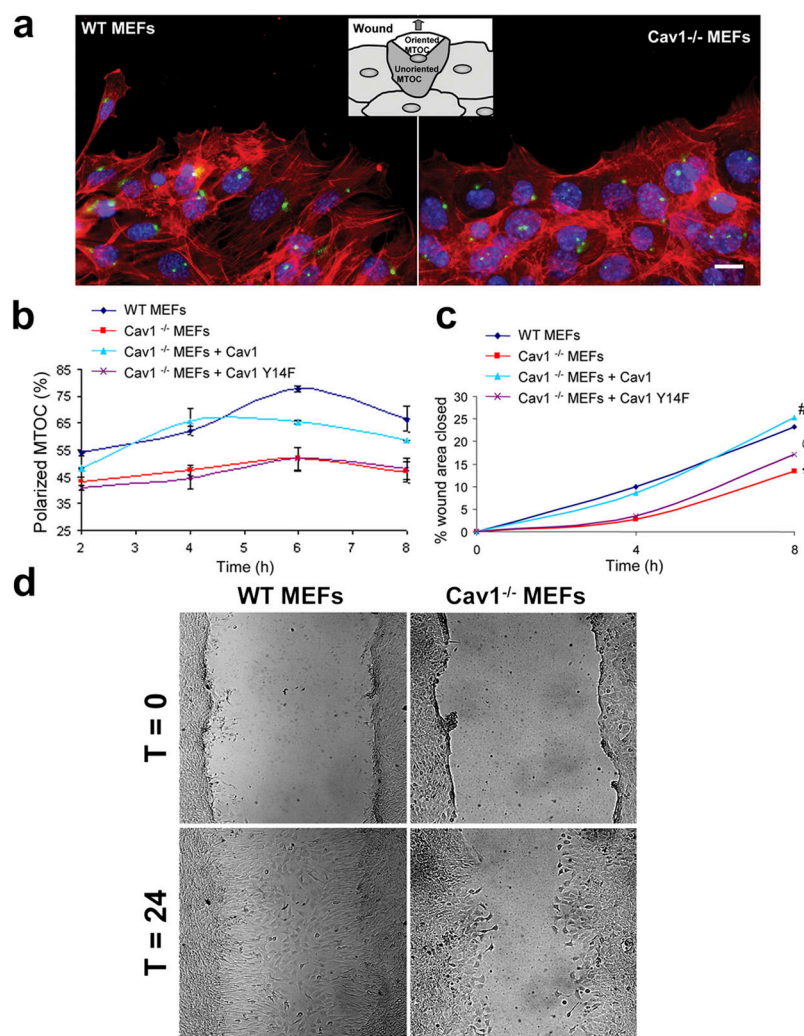 a
WT MEFs
Wound
Oriented
MTOC
Unoriented
MTOC
Cav1-/- MEFs
b
WT MEFs
Cav1 -/- MEFs
Cav1 -/- MEFs + Cav1
Cav1 -/- MEFs + Cav1 Y14F
Polarized MTOC (%)
85
75
65
55
45
35
25
2 3 4 5 6 7 8
Time (h)
c
WT MEFs
Cav1 -/- MEFs
Cav1 -/- MEFs + Cav1
Cav1 -/- MEFs + Cav1 Y14F
% wound area closed
30
25
20
15
10
5
0
0 4 8
Time (h)
#
d
WT MEFs Cav1-/- MEFs
T = 0
T = 24